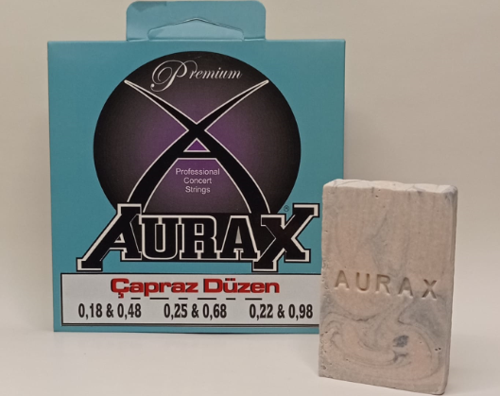 Premium
Professional
Concert
Strings
AURAX
®
Çapraz Düzen
0,18 & 0,48 0,25 & 0,68 0,22 & 0,98
AURAX